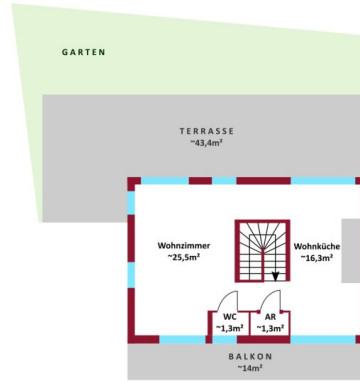 GARTEN
TERRASSE
~43,4m²
Wohnzimmer
~25,5m²
Wohnküche
~16,3m²
WC
~1,3m²
AR
~1,3m²
BALKON
~14m²